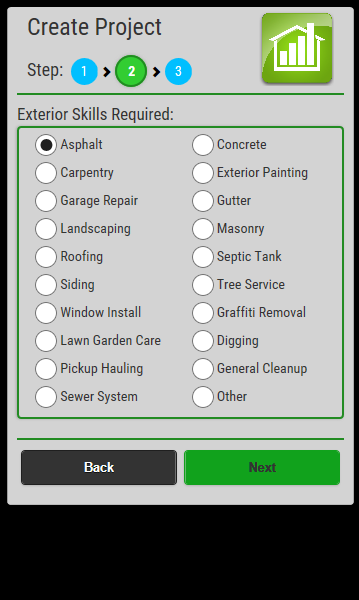 Create Project
Step: 1 2 3
Exterior Skills Required:
Asphalt Concrete
Carpentry Exterior Painting
Garage Repair Gutter
Landscaping Masonry
Roofing Septic Tank
Siding Tree Service
Window Install Graffiti Removal
Lawn Garden Care Digging
Pickup Hauling General Cleanup
Sewer System Other
Back Next